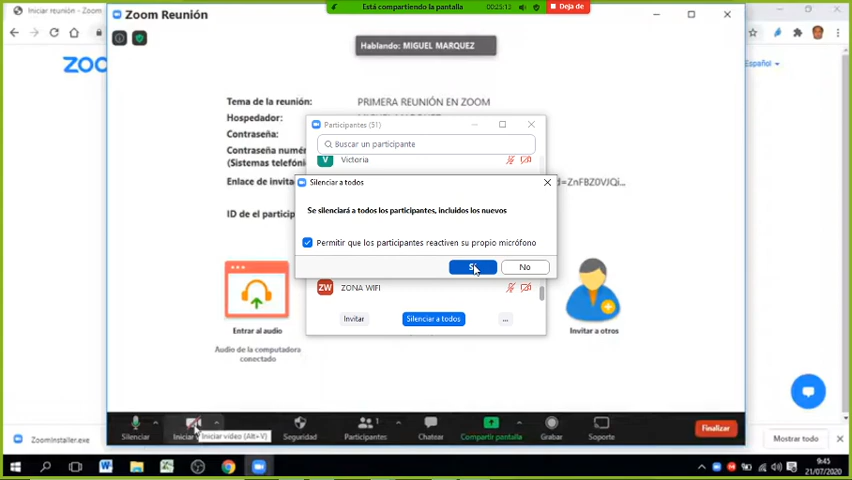 Iniciar reunión - Zoom
Está compartiendo la pantalla
00:23:12
Deja de
Zoom Reunión
Hablando: MIGUEL MARQUEZ
Español
Tema de la reunión:
PRIMERA REUNIÓN EN ZOOM
Hospedador:
Contraseña:
Contraseña numé
(Sistemas telefóni
Enlace de invita
d=ZnFBZ0VJQi...
ID de el particip
Participantes (31)
Buscar un participante
V
Victoria
Silenciar a todos
Se silenciará a todos los participantes, incluidos los nuevos
Permitir que los participantes reactiven su propio micrófono
Sí
No
ZW
ZONA WIFI
Invitar
Silenciar a todos
...
Entrar al audio
Audio de la computadora
conectado
Invitar a otros
Silenciar
Iniciar
Iniciar vídeo (Alt+V)
Seguridad
1
Participantes
Chatear
Compartir pantalla
Grabar
Soporte
Finalizar
ZoomInstaller.exe
Mostrar todo
9:45
21/07/2020